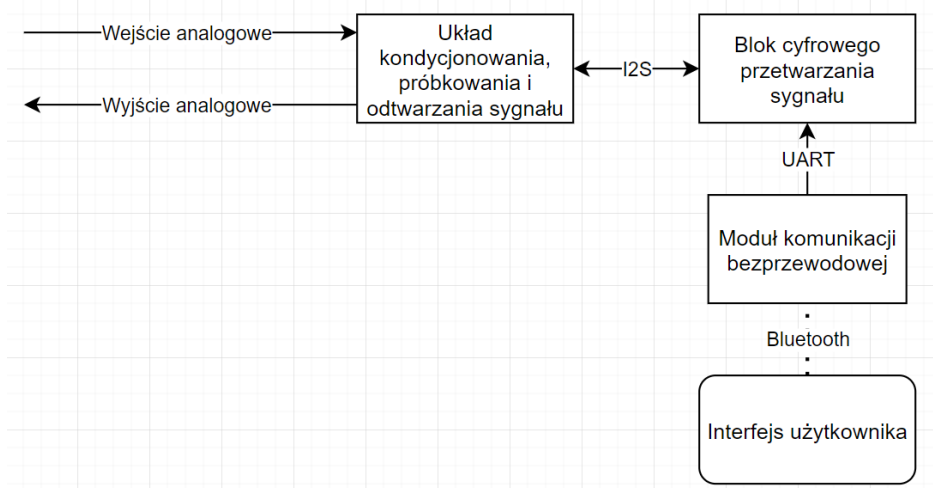 Wejście analogowe
Układ
kondycjonowania,
próbkowania i
odtwarzania sygnału
Wyjście analogowe
I2S
Blok cyfrowego
przetwarzania
sygnału
UART
Moduł komunikacji
bezprzewodowej
Bluetooth
Interfejs użytkownika